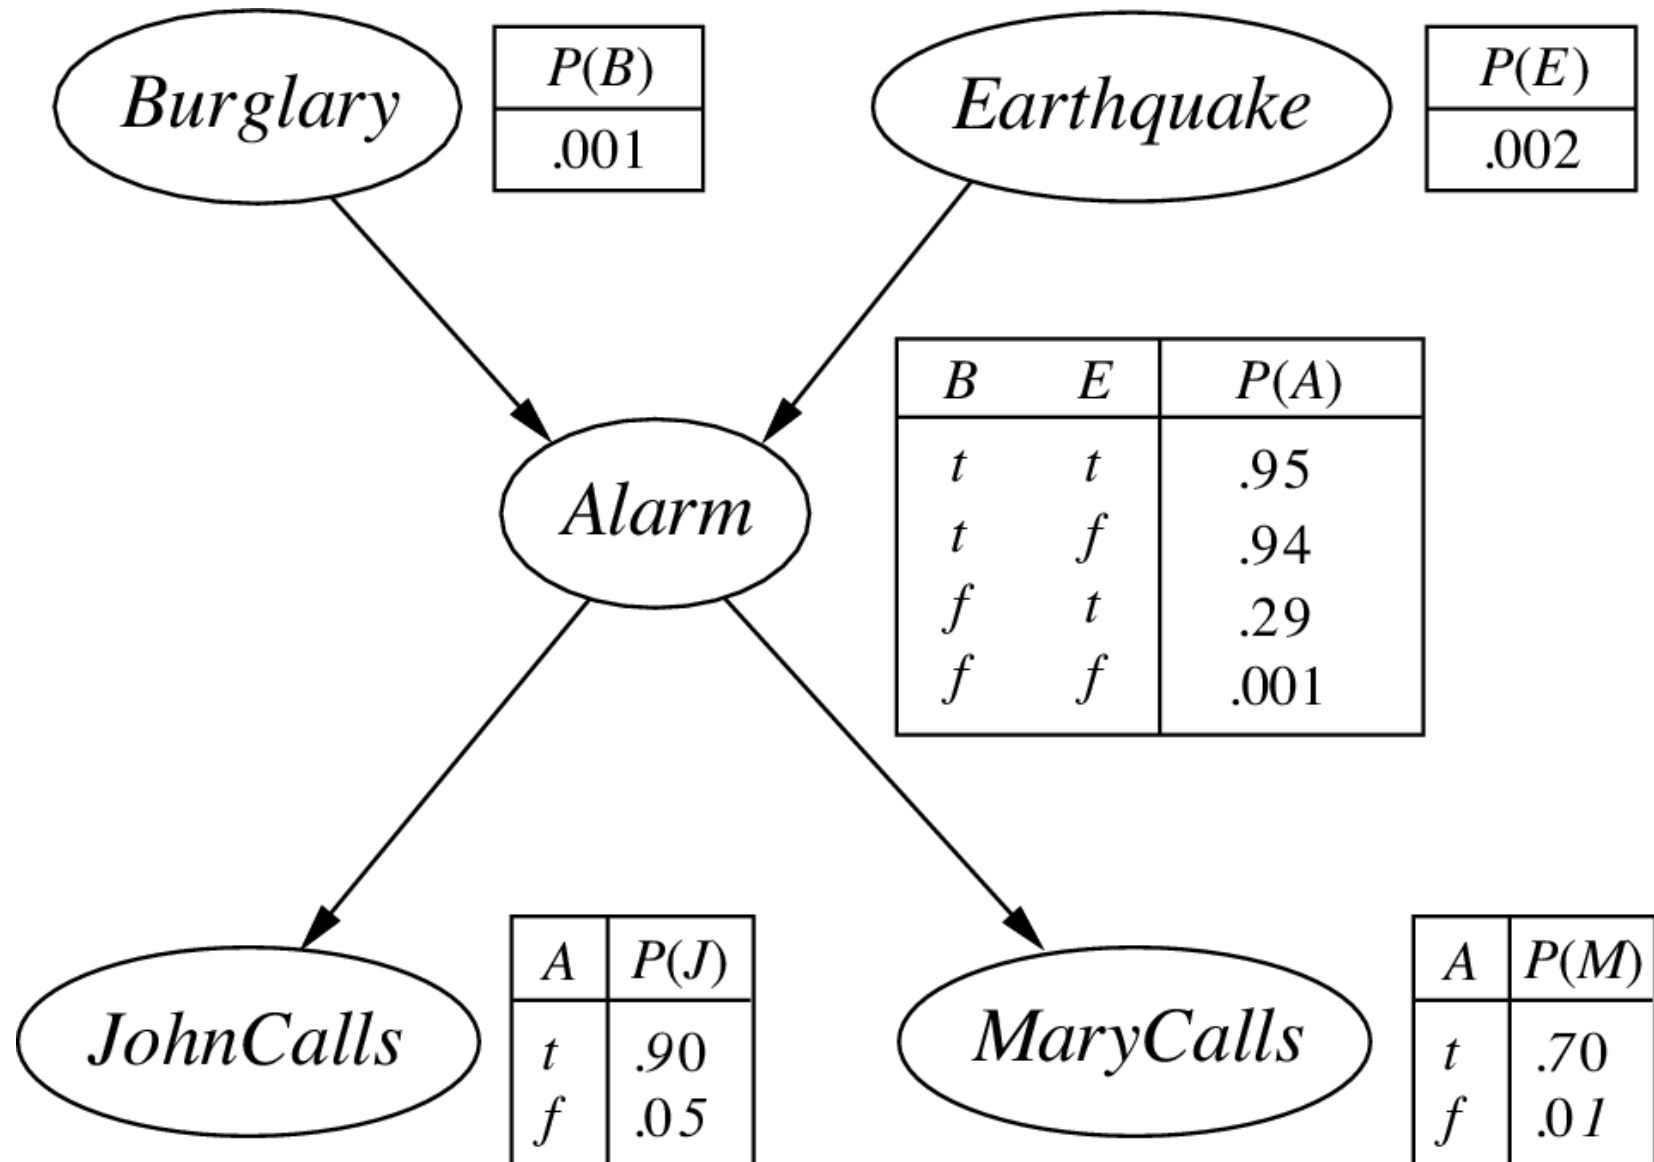 Burglary
P(B)
.001
Earthquake
P(E)
.002
B E P(A)
t t .95
t f .94
f t .29
f f .001
Alarm
JohnCalls
A P(J)
t .90
f .05
MaryCalls
A P(M)
t .70
f .01